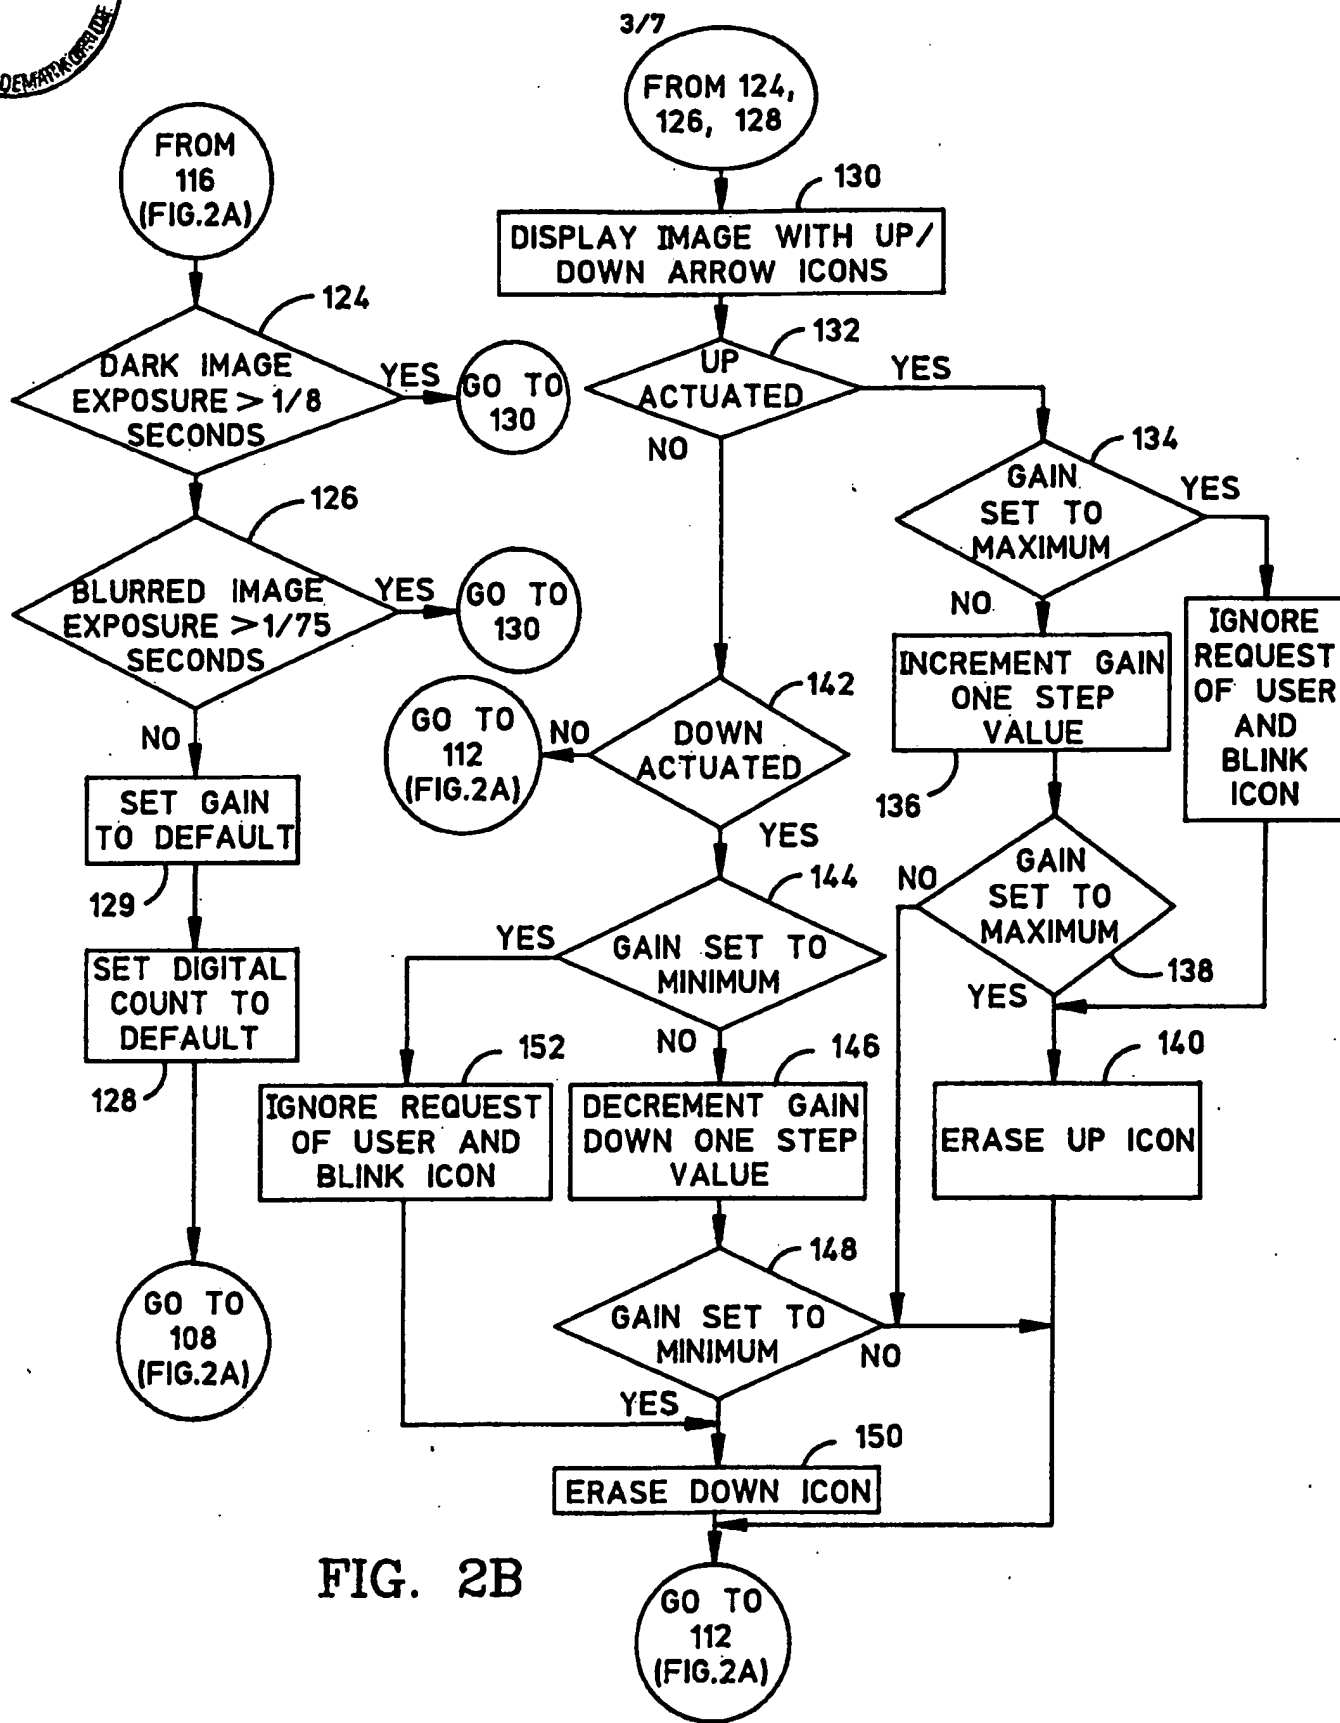 3/7
FROM
116
(FIG.2A)
124
DARK IMAGE
EXPOSURE > 1/8
SECONDS
YES
GO TO
130
126
BLURRED IMAGE
EXPOSURE > 1/75
SECONDS
YES
GO TO
130
NO
SET GAIN
TO DEFAULT
129
SET DIGITAL
COUNT TO
DEFAULT
128
GO TO
108
(FIG.2A)
FROM 124,
126, 128
130
DISPLAY IMAGE WITH UP/
DOWN ARROW ICONS
132
UP
ACTUATED
YES
NO
134
GAIN
SET TO
MAXIMUM
YES
NO
IGNORE
REQUEST
OF USER
AND
BLINK
ICON
INCREMENT GAIN
ONE STEP
VALUE
136
GAIN
SET TO
MAXIMUM
NO
138
YES
140
ERASE UP ICON
142
DOWN
ACTUATED
NO
GO TO
112
(FIG.2A)
YES
144
GAIN SET TO
MINIMUM
YES
NO
152
IGNORE REQUEST
OF USER AND
BLINK ICON
146
DECREMENT GAIN
DOWN ONE STEP
VALUE
148
GAIN SET TO
MINIMUM
NO
YES
150
ERASE DOWN ICON
GO TO
112
(FIG.2A)
FIG. 2B